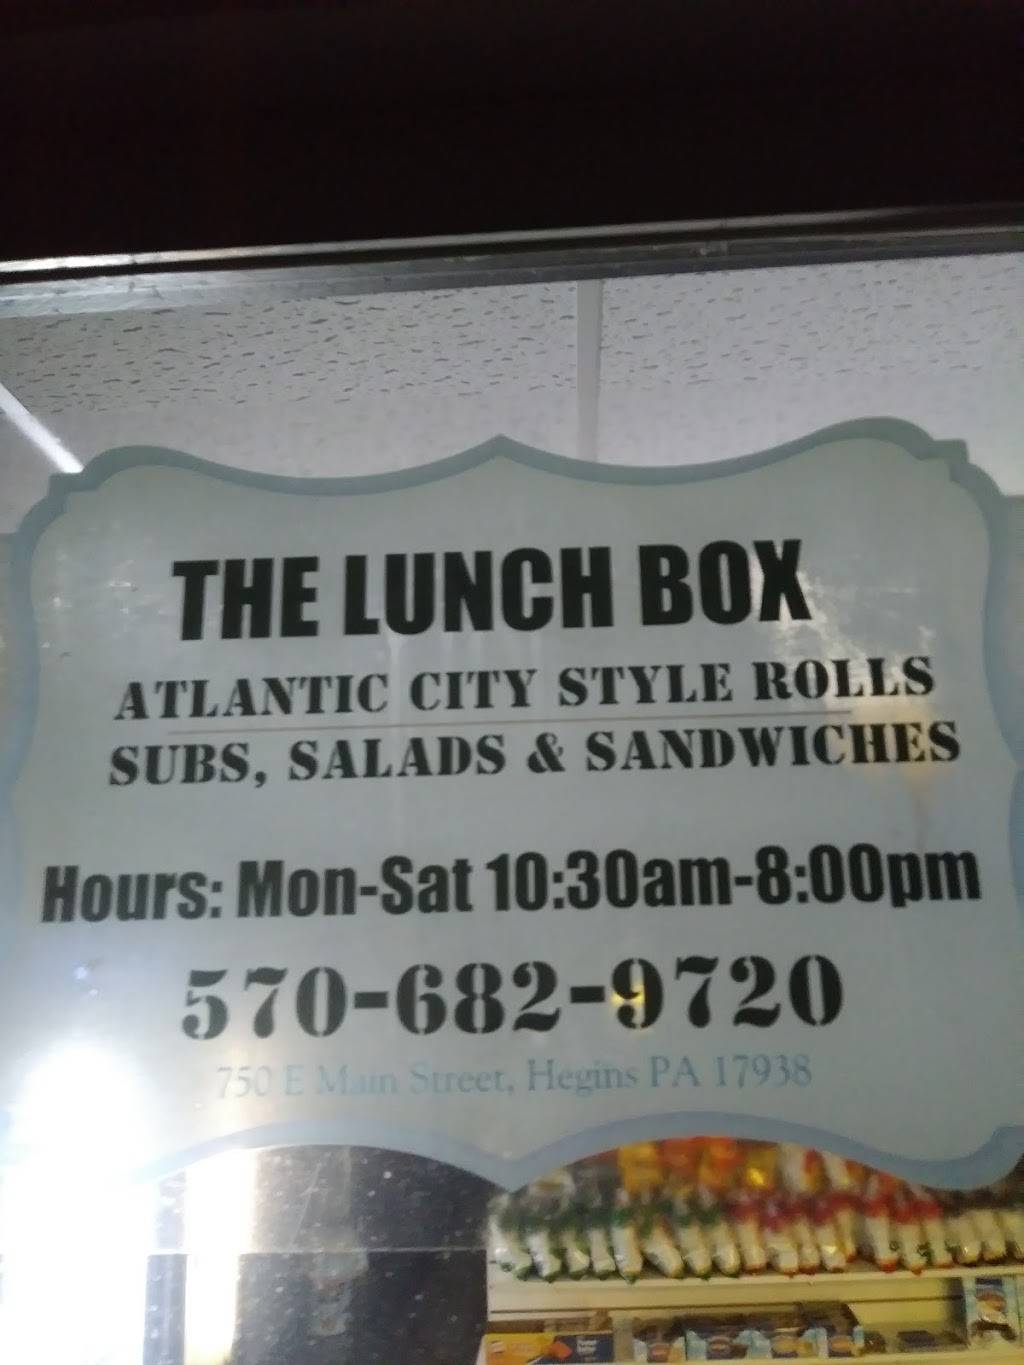 THE LUNCH BOX
ATLANTIC CITY STYLE ROLLS
SUBS, SALADS & SANDWICHES
Hours: Mon-Sat 10:30am-8:00pm
570-682-9720
750 E Main Street, Hegins PA 17938